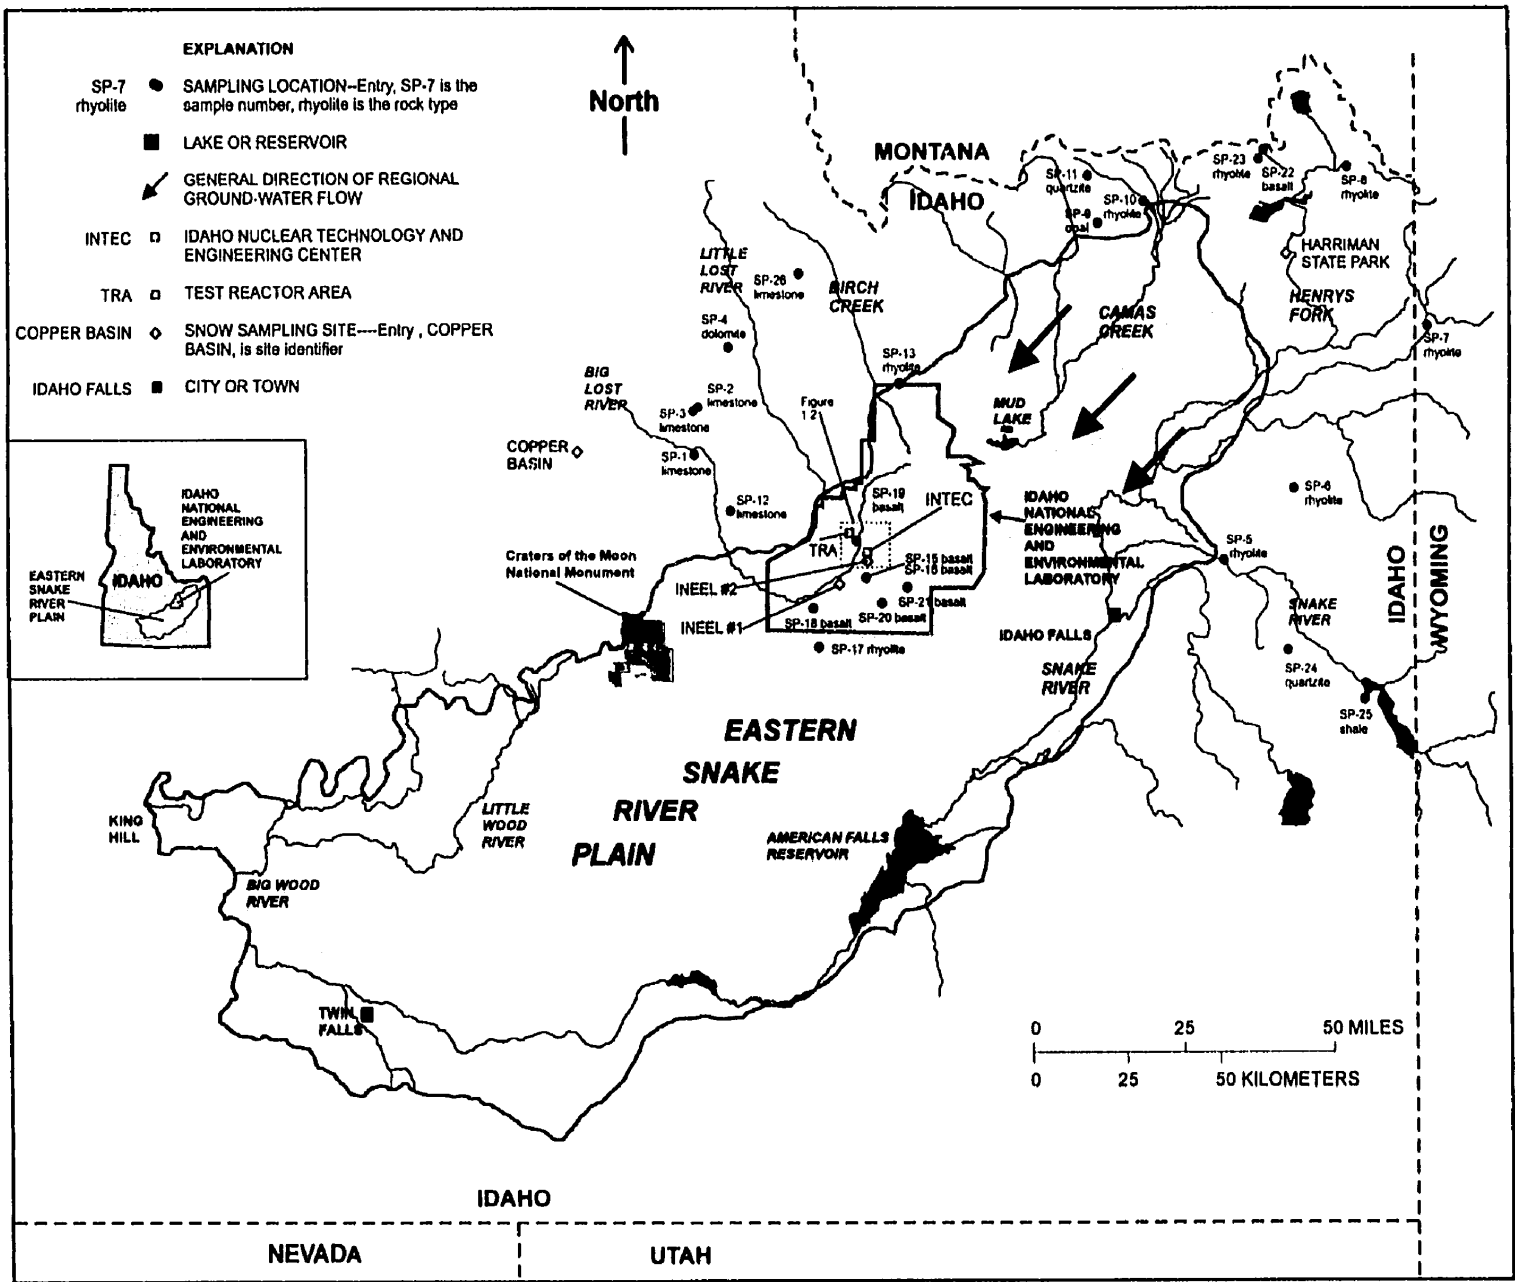 EXPLANATION
SP-7
rhyolite
SAMPLING LOCATION--Entry, SP-7 is the
sample number, rhyolite is the rock type
LAKE OR RESERVOIR
GENERAL DIRECTION OF REGIONAL
GROUND-WATER FLOW
INTEC
IDAHO NUCLEAR TECHNOLOGY AND
ENGINEERING CENTER
TRA
TEST REACTOR AREA
COPPER BASIN
SNOW SAMPLING SITE----Entry , COPPER
BASIN, is site identifier
IDAHO FALLS
CITY OR TOWN
North
MONTANA
IDAHO
SP-11
quartzite
SP-10
rhyolite
SP-9
opal
SP-23
rhyolite
SP-22
basalt
SP-8
rhyolite
HARRIMAN
STATE PARK
HENRYS
FORK
SP-7
rhyolite
LITTLE
LOST
RIVER
SP-26
limestone
BIRCH
CREEK
CAMAS
CREEK
SP-4
dolomite
SP-13
rhyolite
BIG
LOST
RIVER
SP-2
limestone
SP-3
limestone
Figure
1.2
MUD
LAKE
COPPER
BASIN
SP-1
limestone
SP-12
limestone
SP-19
basalt
INTEC
IDAHO
NATIONAL
ENGINEERING
AND
ENVIRONMENTAL
LABORATORY
SP-6
rhyolite
TRA
SP-5
rhyolite
IDAHO
WYOMING
Craters of the Moon
National Monument
SP-15 basalt
SP-16 basalt
INEEL #2
SP-21 basalt
SP-20 basalt
SP-18 basalt
INEEL #1
SP-17 rhyolite
IDAHO FALLS
SNAKE
RIVER
SNAKE
RIVER
SP-24
quartzite
SP-25
shale
IDAHO
NATIONAL
ENGINEERING
AND
ENVIRONMENTAL
LABORATORY
IDAHO
EASTERN
SNAKE
RIVER
PLAIN
EASTERN
SNAKE
RIVER
PLAIN
KING
HILL
LITTLE
WOOD
RIVER
BIG WOOD
RIVER
AMERICAN FALLS
RESERVOIR
TWIN
FALLS
0 25 50 MILES
0 25 50 KILOMETERS
IDAHO
NEVADA
UTAH